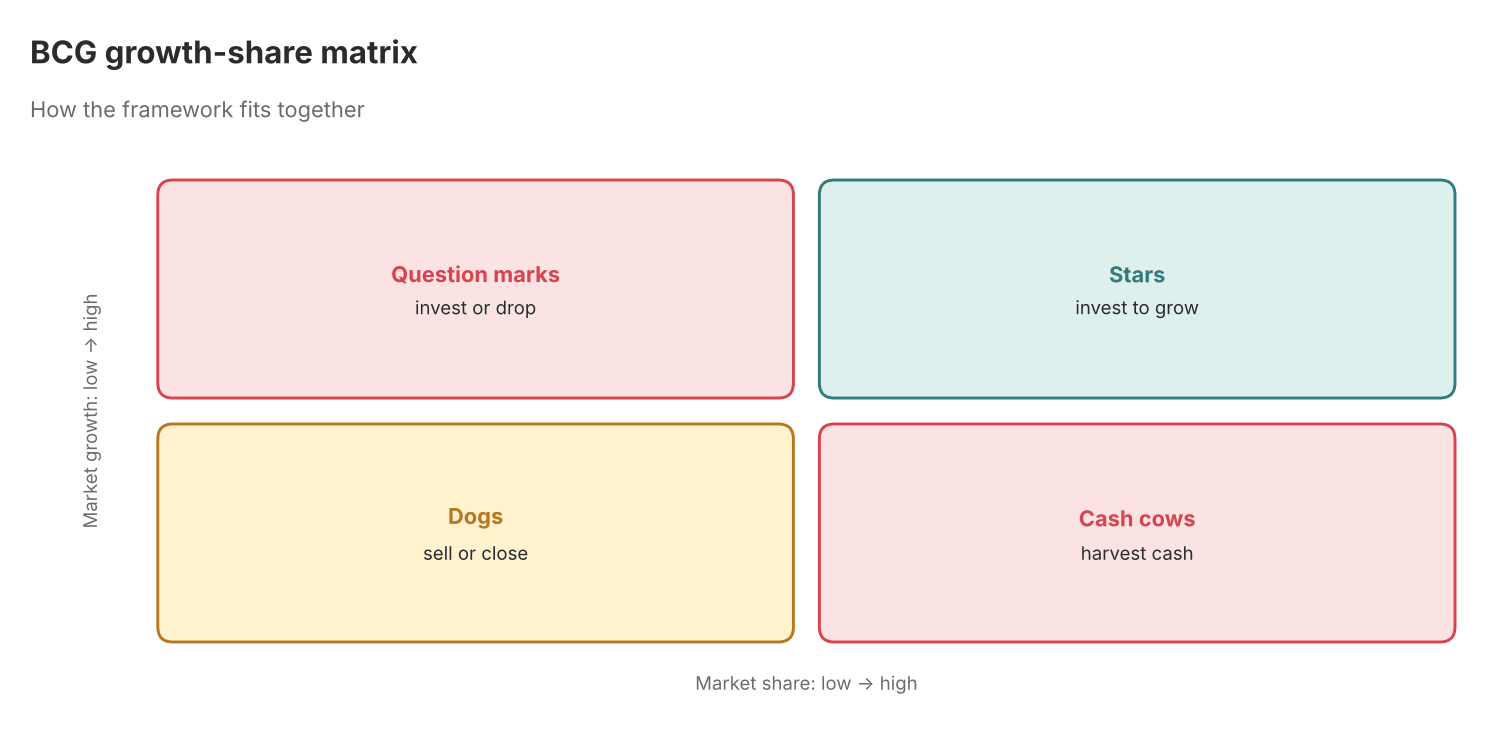 BCG growth-share matrix
How the framework fits together
Market growth: low → high
Question marks
invest or drop
Stars
invest to grow
Dogs
sell or close
Cash cows
harvest cash
Market share: low → high